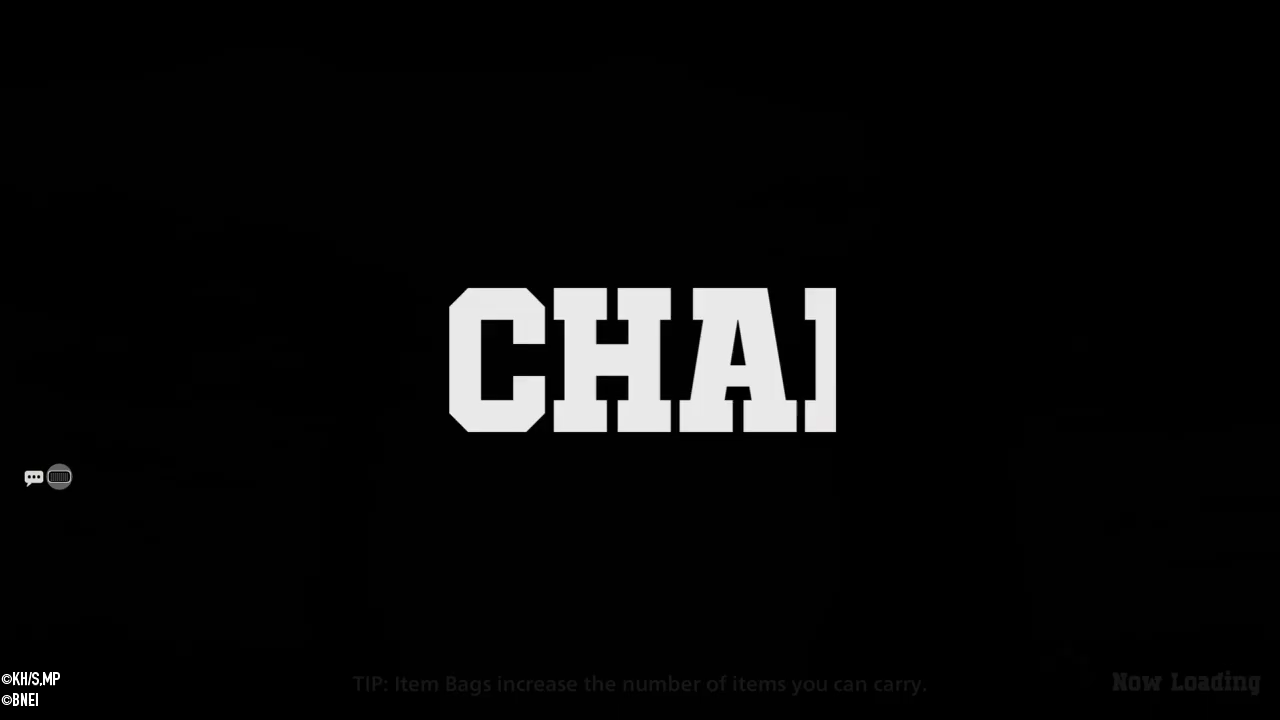 CHA
TIP: Item Bags increase the number of items you can carry.
Now Loading
©KH/S,MP
©BNEI